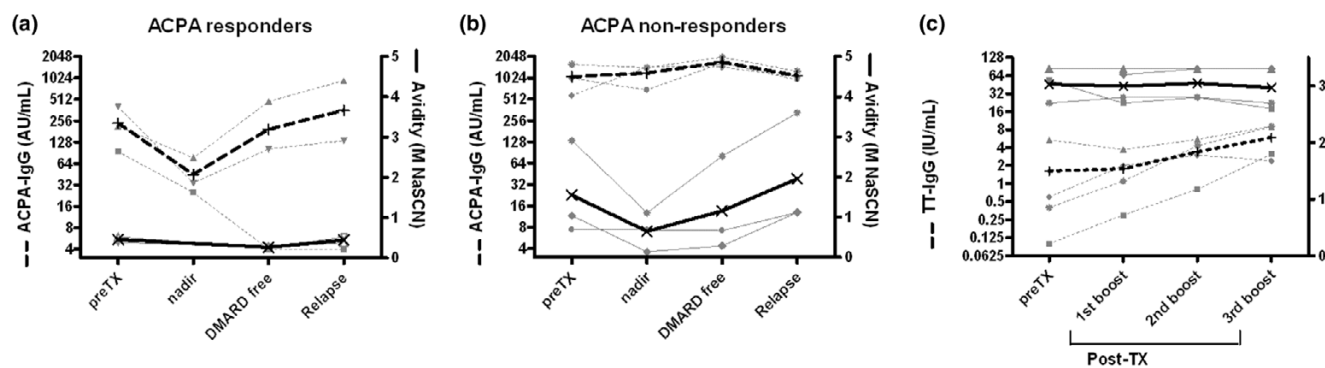 (a) ACPA responders
ACPA-IgG (AU/mL)
2048
1024
512
256
128
64
32
16
8
4
5
4
3
2
1
0
Avidity (M NaSCN)
preTX
nadir
DMARD free
Relapse
(b) ACPA non-responders
ACPA-IgG (AU/mL)
2048
1024
512
256
128
64
32
16
8
4
5
4
3
2
1
0
Avidity (M NaSCN)
preTX
nadir
DMARD free
Relapse
(c)
TT-IgG (IU/mL)
128
64
32
16
8
4
2
1
0.5
0.25
0.125
0.0625
3
2
1
0
preTX
1st boost
2nd boost
3rd boost
Post-TX